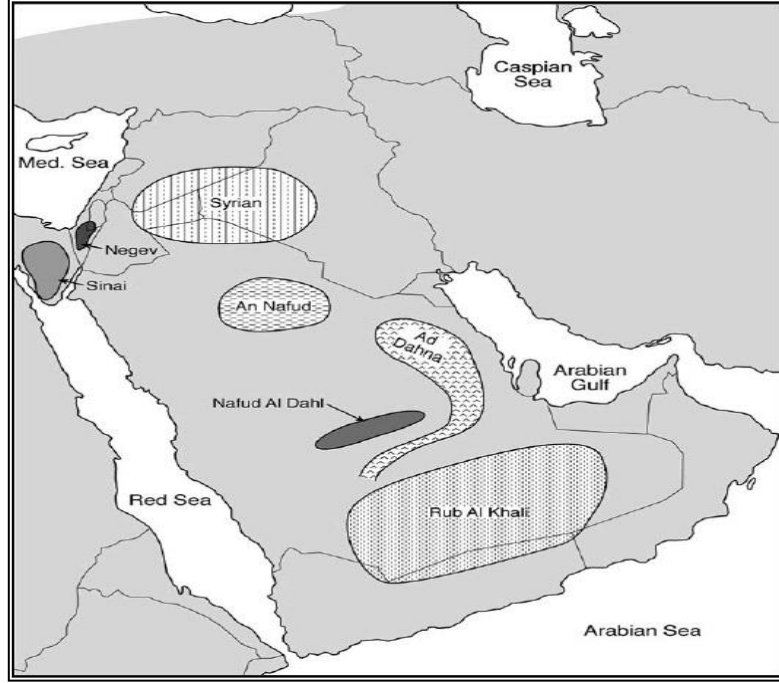 Caspian
Sea
Med. Sea
Syrian
Negev
Sinai
An Nafud
Ad
Dahna
Arabian
Gulf
Nafud Al Dahl
Red Sea
Rub Al Khali
Arabian Sea